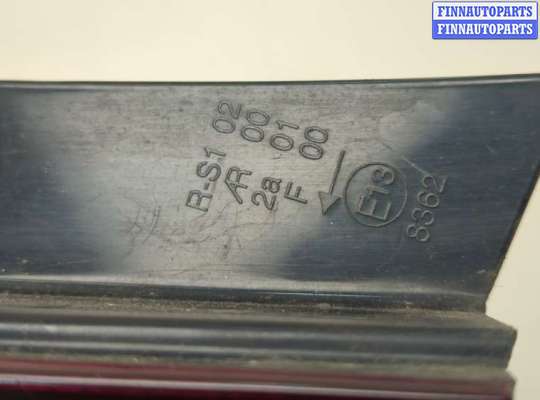 FINNAUTOPARTS
FINNAUTOPARTS
R-S1 02
AR 00
2a 01
F 00
E13
8362